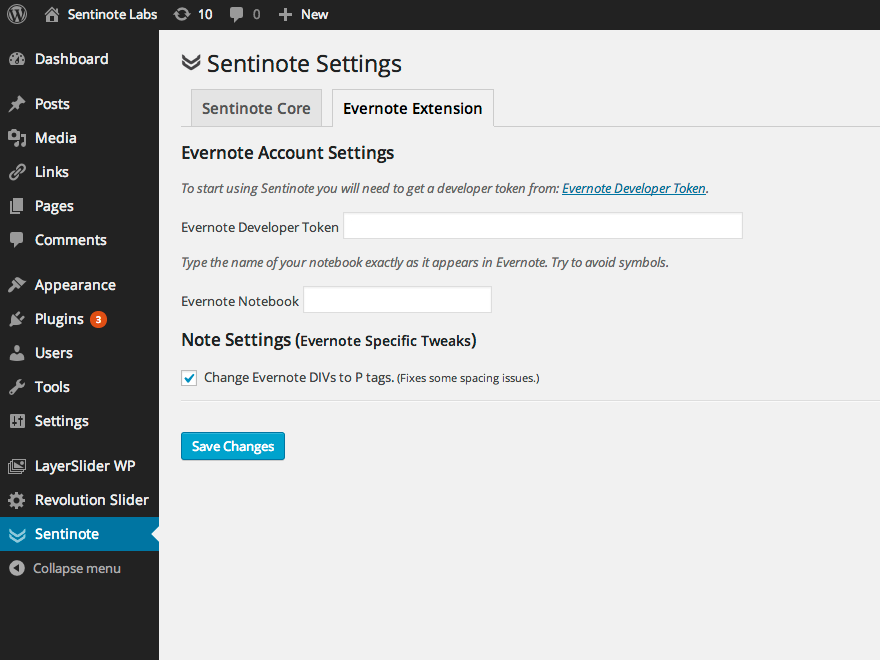 Sentinote Labs 10 0 New
Dashboard
Posts
Media
Links
Pages
Comments
Appearance
Plugins 3
Users
Tools
Settings
LayerSlider WP
Revolution Slider
Sentinote
Collapse menu
Sentinote Settings
Sentinote Core Evernote Extension
Evernote Account Settings
To start using Sentinote you will need to get a developer token from: Evernote Developer Token.
Evernote Developer Token
Type the name of your notebook exactly as it appears in Evernote. Try to avoid symbols.
Evernote Notebook
Note Settings (Evernote Specific Tweaks)
Change Evernote DIVs to P tags. (Fixes some spacing issues.)
Save Changes